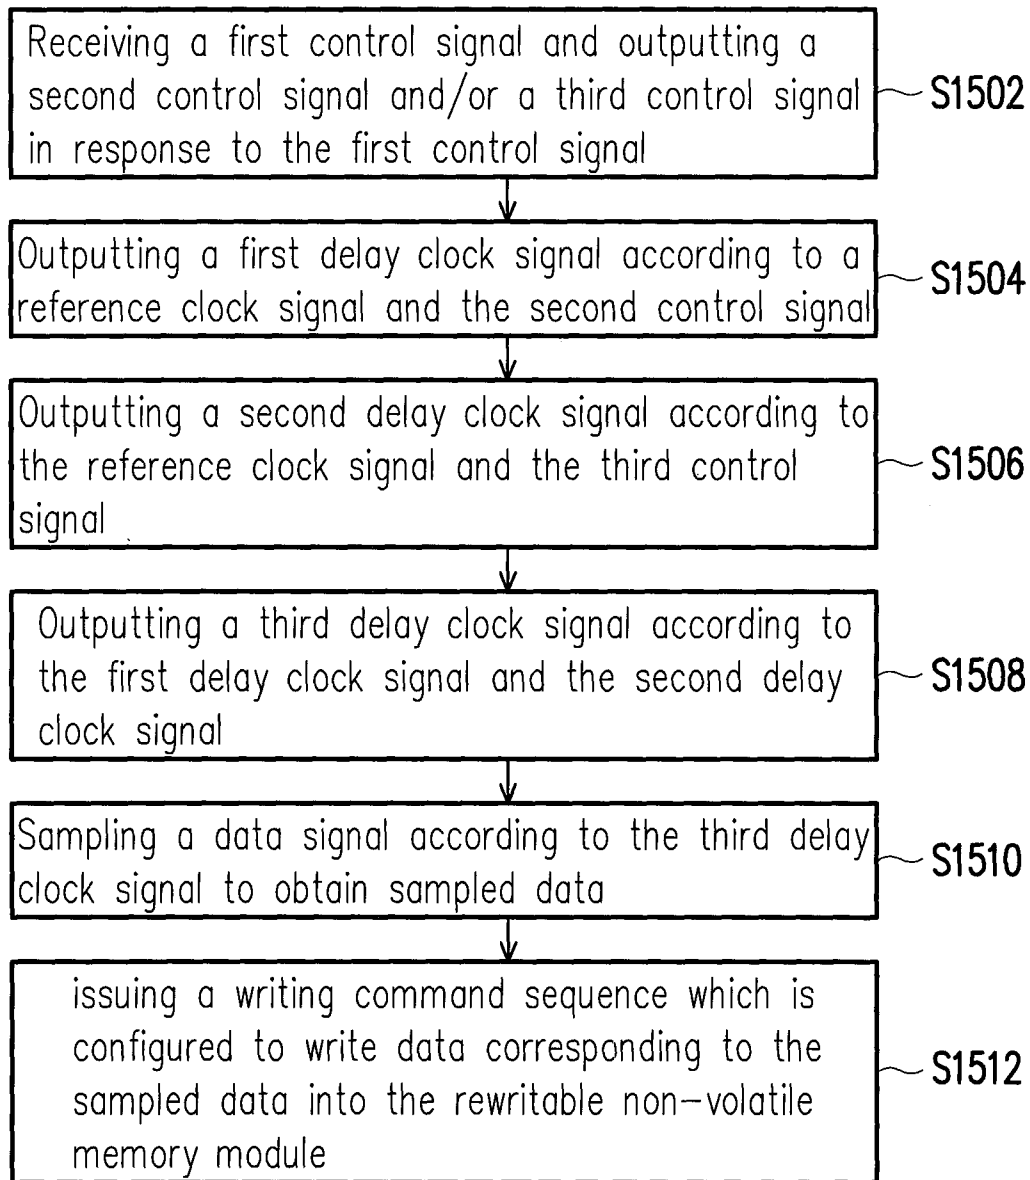 Receiving a first control signal and outputting a
second control signal and/or a third control signal
in response to the first control signal
S1502
Outputting a first delay clock signal according to a
reference clock signal and the second control signal
S1504
Outputting a second delay clock signal according to
the reference clock signal and the third control
signal
S1506
Outputting a third delay clock signal according to
the first delay clock signal and the second delay
clock signal
S1508
Sampling a data signal according to the third delay
clock signal to obtain sampled data
S1510
issuing a writing command sequence which is
configured to write data corresponding to the
sampled data into the rewritable non-volatile
memory module
S1512